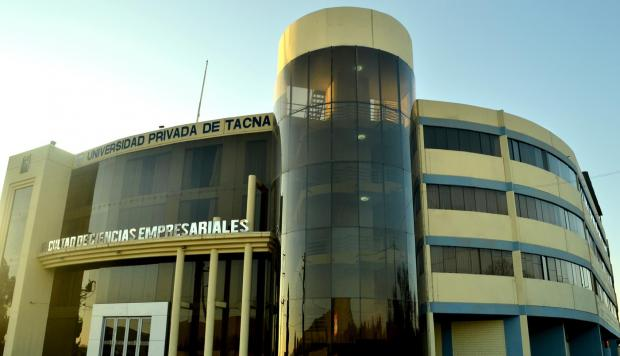 UNIVERSIDAD PRIVADA DE TACNA
CULTAD DE CIENCIAS EMPRESARIALES